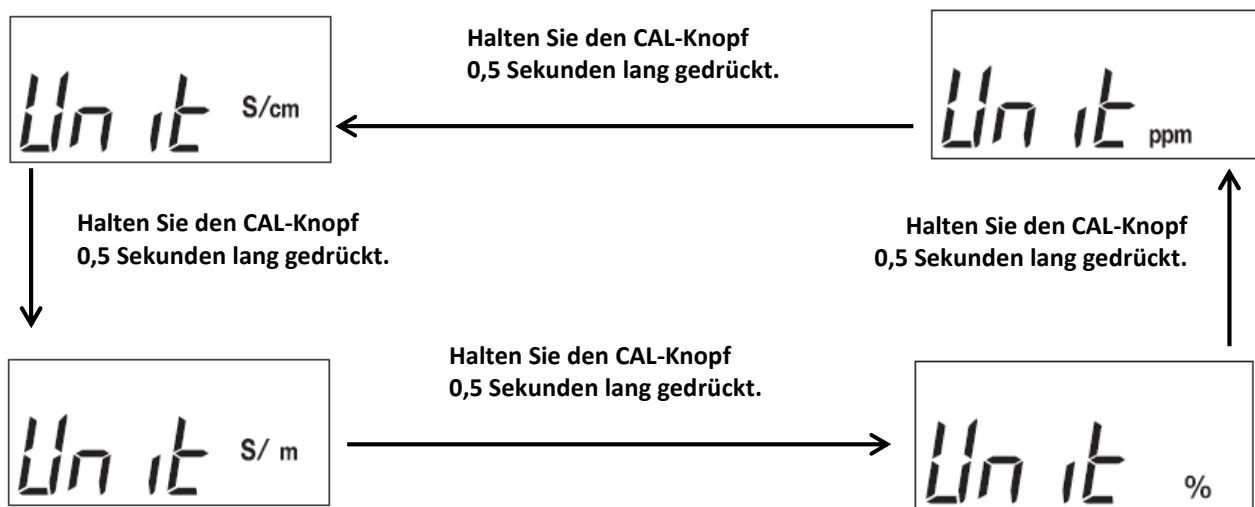 Halten Sie den CAL-Knopf
0,5 Sekunden lang gedrückt.
Unit S/cm
Unit ppm
Halten Sie den CAL-Knopf
0,5 Sekunden lang gedrückt.
Halten Sie den CAL-Knopf
0,5 Sekunden lang gedrückt.
Halten Sie den CAL-Knopf
0,5 Sekunden lang gedrückt.
Unit S/ m
Unit %